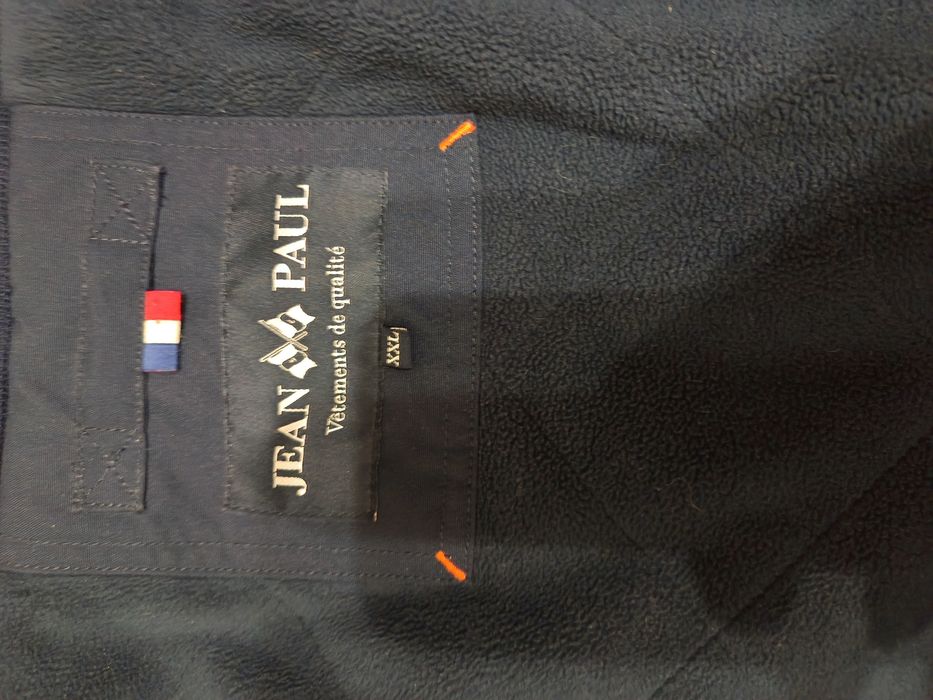 JEAN PAUL
Vêtements de qualité
XXL